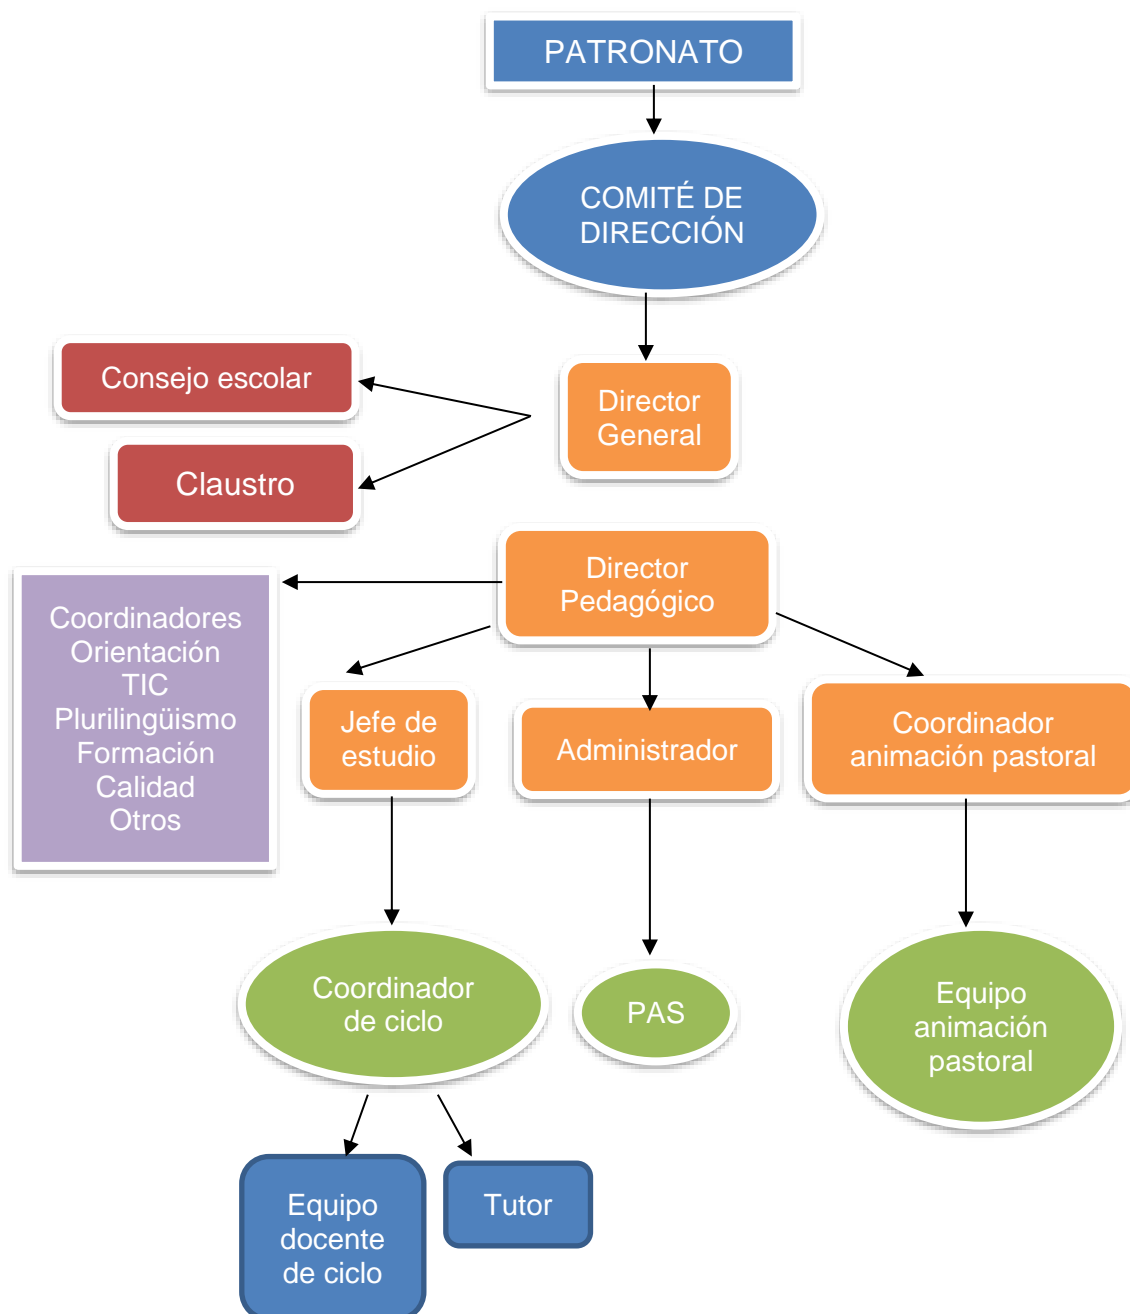 PATRONATO
COMITÉ DE
DIRECCIÓN
Consejo escolar
Director
General
Claustro
Director
Pedagógico
Coordinadores
Orientación
TIC
Plurilingüismo
Formación
Calidad
Otros
Jefe de
estudio
Administrador
Coordinador
animación pastoral
Coordinador
de ciclo
PAS
Equipo
animación
pastoral
Equipo
docente
de ciclo
Tutor